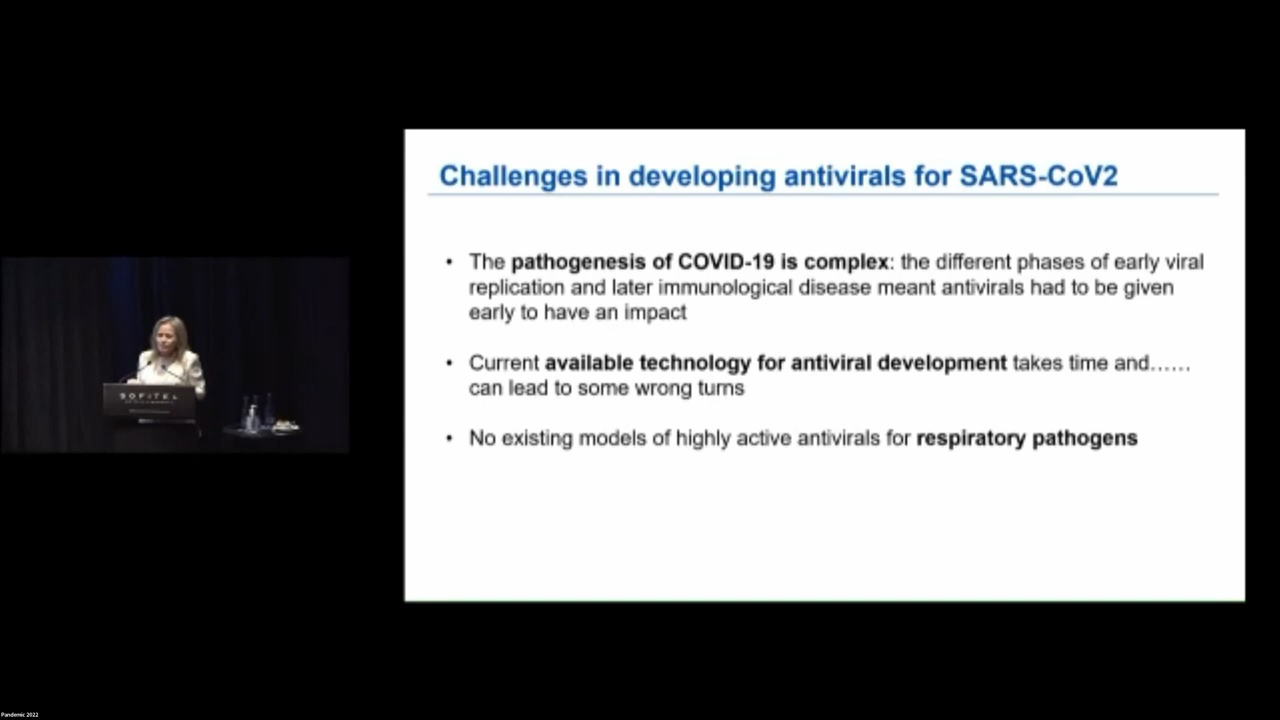 Challenges in developing antivirals for SARS-CoV2
• The pathogenesis of COVID-19 is complex: the different phases of early viral
replication and later immunological disease meant antivirals had to be given
early to have an impact
• Current available technology for antiviral development takes time and……
can lead to some wrong turns
• No existing models of highly active antivirals for respiratory pathogens
SOFITEL
Pandemic 2022